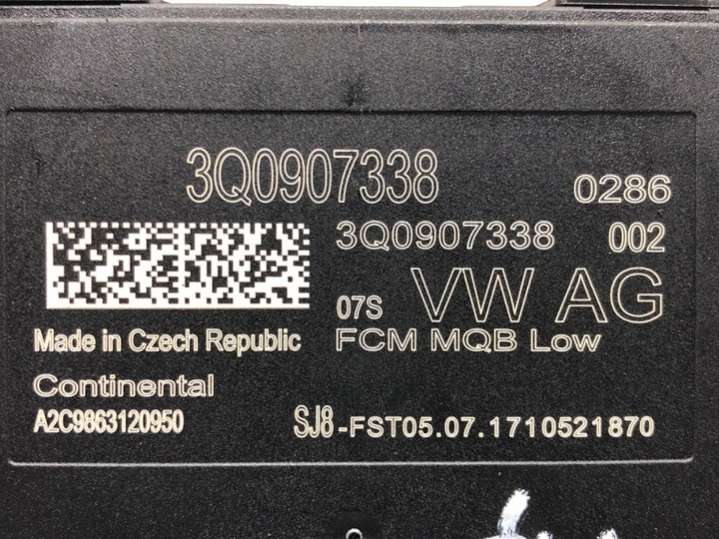 3Q0907338 0286
3Q0907338 002
07S VW AG
Made in Czech Republic FCM MQB Low
Continental
A2C9863120950 SJ8-FST05.07.1710521870